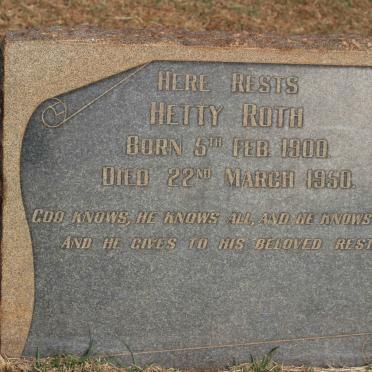 HERE RESTS
HETTY ROTH
BORN 5TH FEB. 1900.
DIED 22ND MARCH 1950.
GOD KNOWS, HE KNOWS ALL, AND HE KNOWS
AND HE GIVES TO HIS BELOVED REST